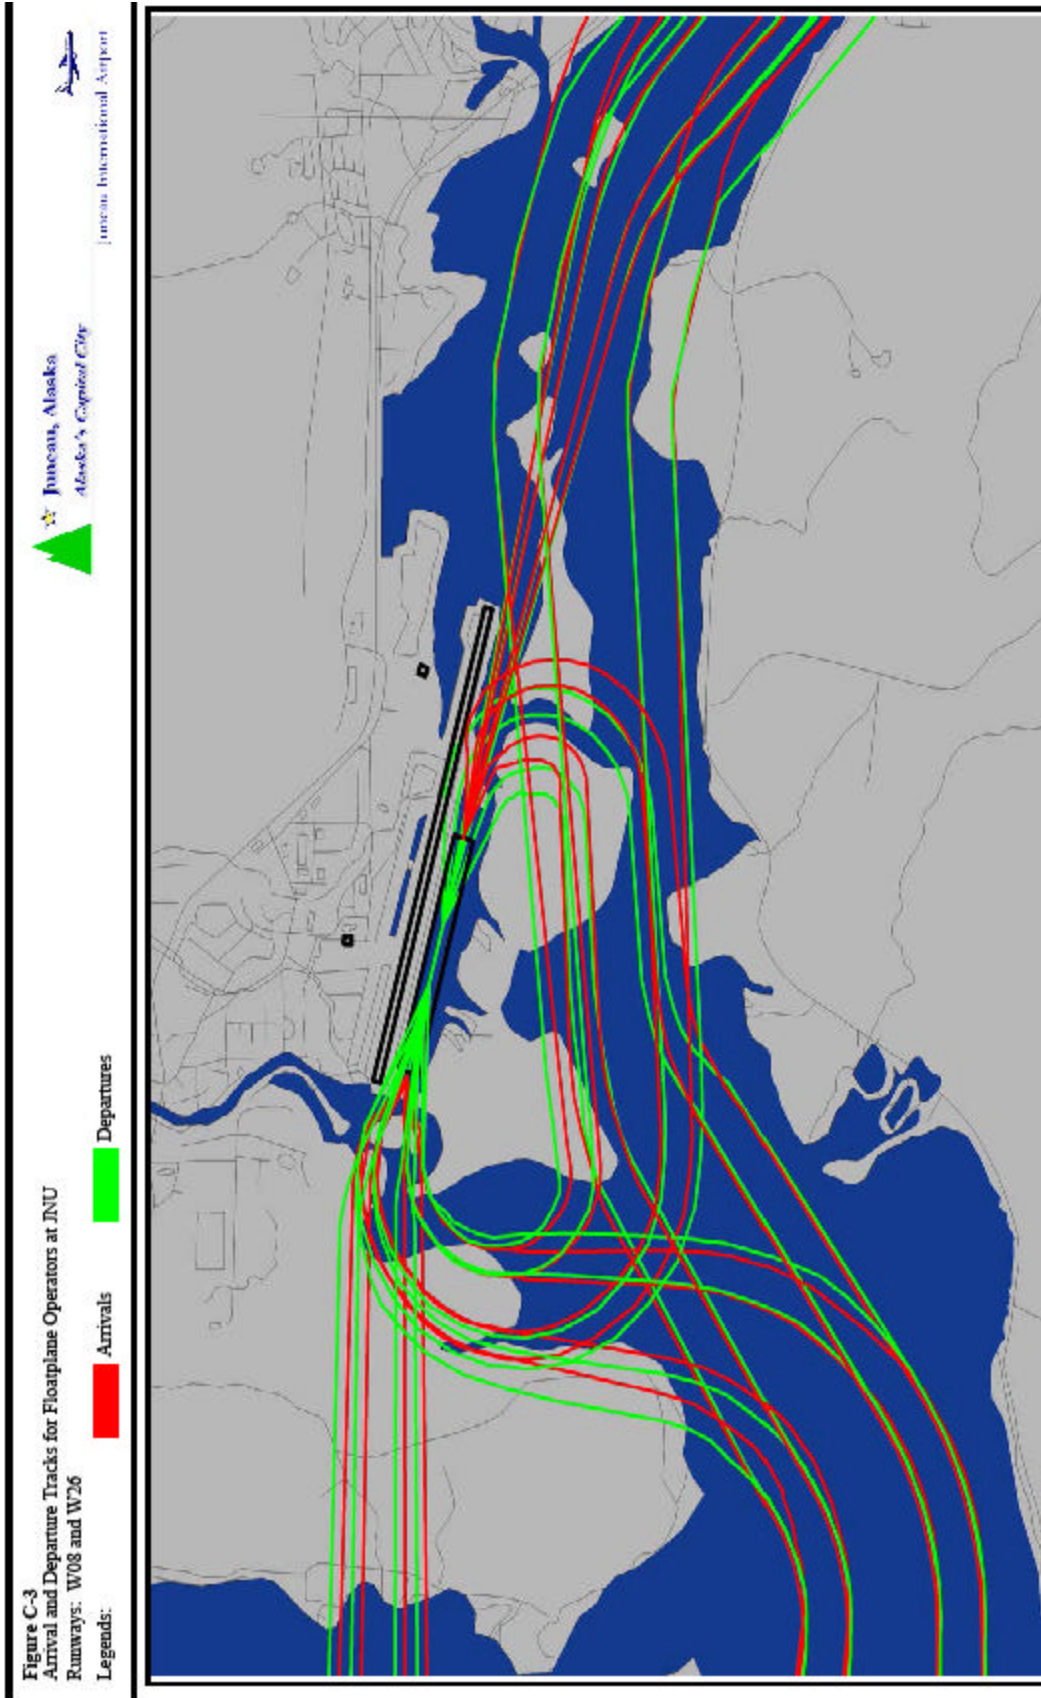 Figure C-3
Arrival and Departure Tracks for Floatplane Operators at JNU
Runways: W08 and W26
Legends:
Arrivals
Departures
Juneau, Alaska
Alaska's Capital City
Juneau International Airport